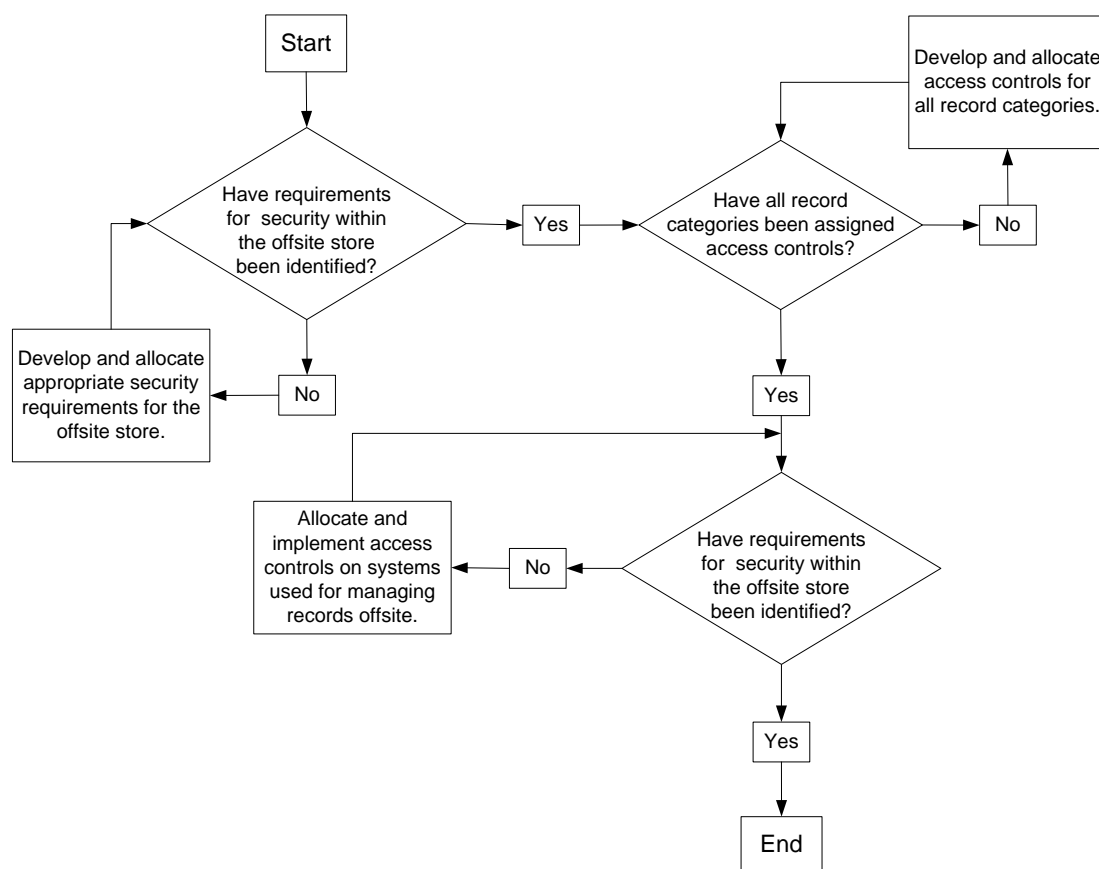 Start
Have requirements
for  security within
the offsite store
been identified?
Yes
No
Develop and allocate
appropriate security
requirements for the
offsite store.
Have all record
categories been assigned
access controls?
No
Develop and allocate
access controls for
all record categories.
Yes
Have requirements
for  security within
the offsite store
been identified?
No
Allocate and
implement access
controls on systems
used for managing
records offsite.
Yes
End